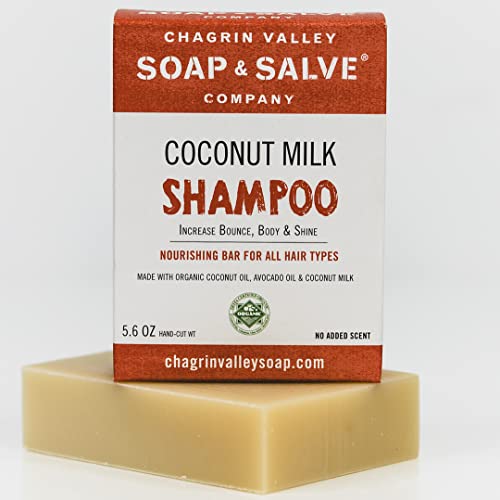 CHAGRIN VALLEY
SOAP & SALVE®
COMPANY
COCONUT MILK
SHAMPOO
INCREASE BOUNCE, BODY & SHINE
NOURISHING BAR FOR ALL HAIR TYPES
MADE WITH ORGANIC COCONUT OIL, AVOCADO OIL & COCONUT MILK
ORGANIC
5.6 OZ HAND-CUT WT
NO ADDED SCENT
chagrinvalleysoap.com